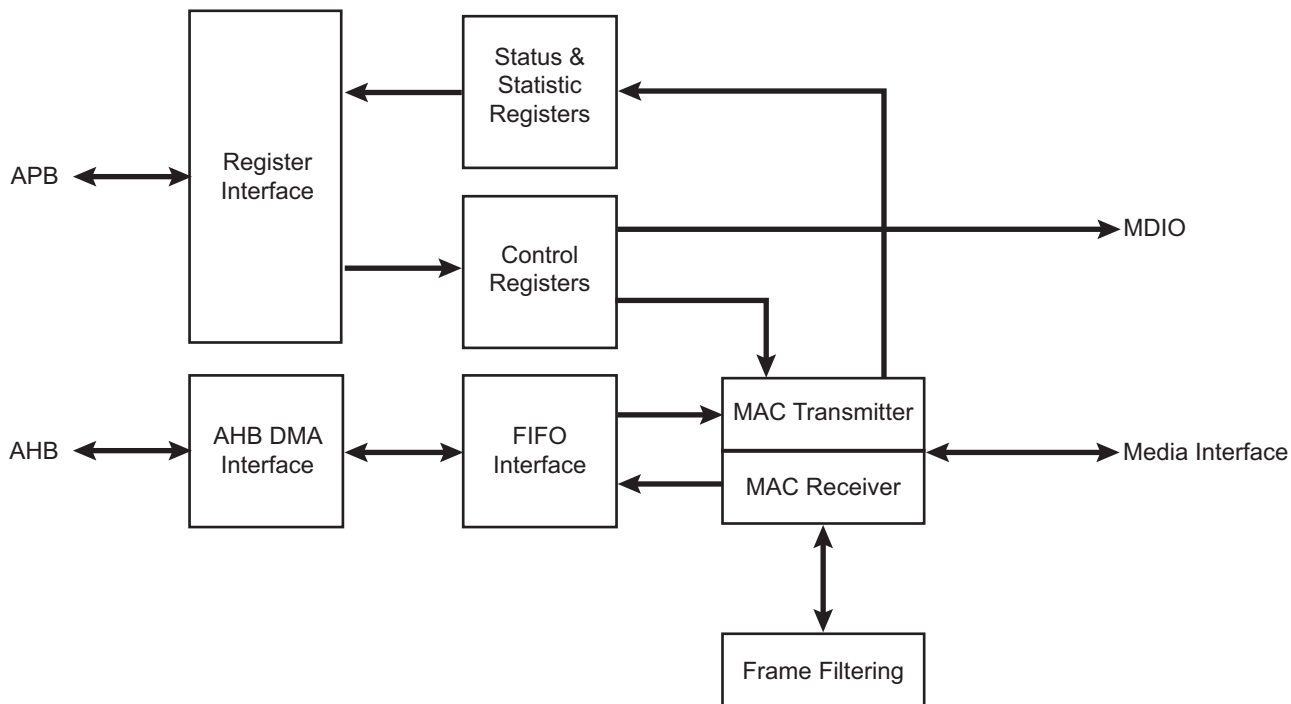 Status &
Statistic
Registers
APB
Register
Interface
MDIO
Control
Registers
MAC Transmitter
AHB
AHB DMA
Interface
FIFO
Interface
Media Interface
MAC Receiver
Frame Filtering